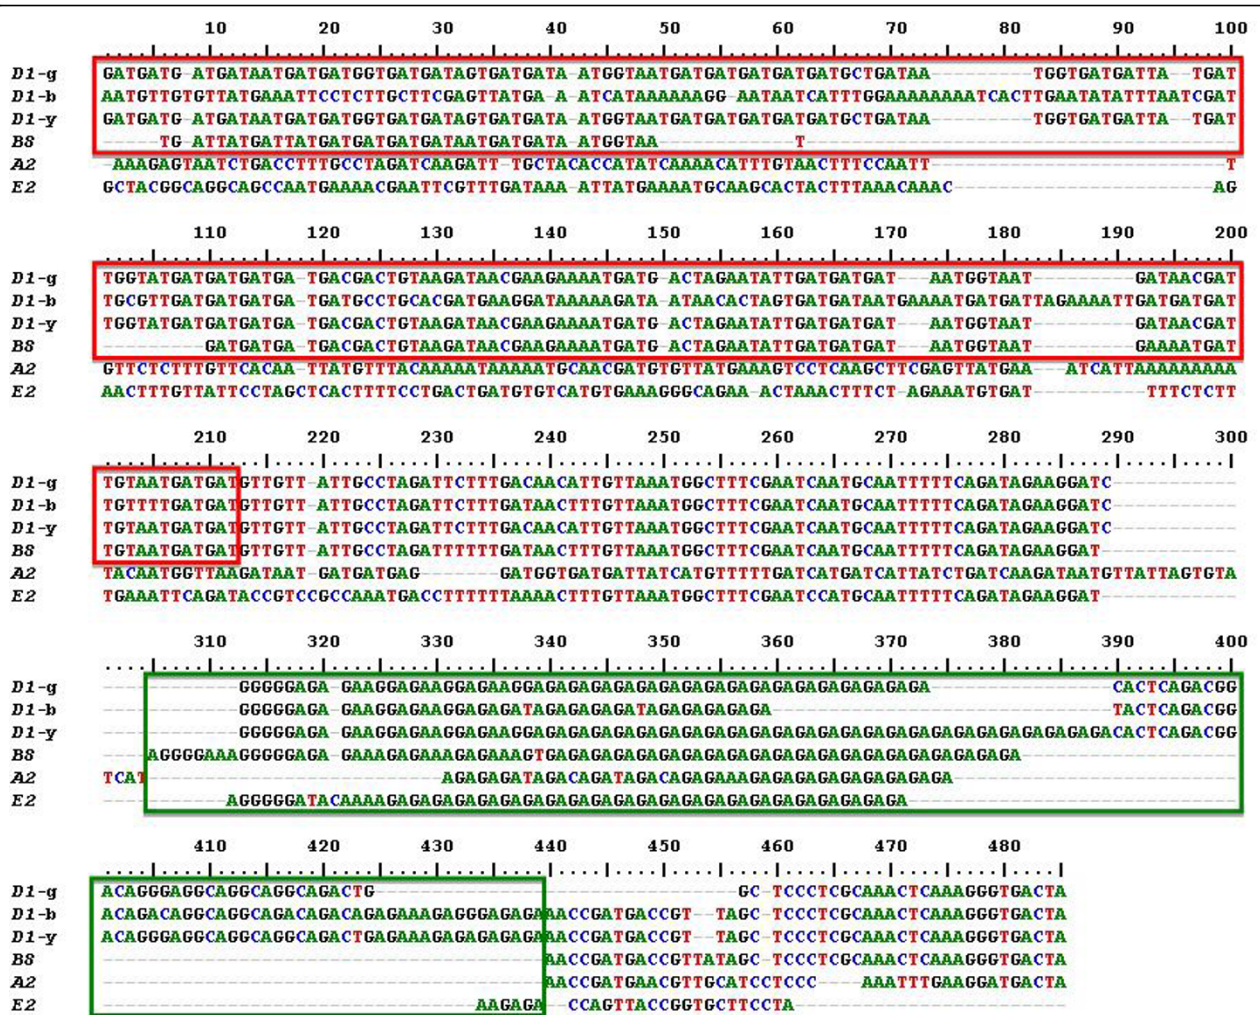 10 20 30 40 50 60 70 80 90 100
D1-g GATGATG-ATGATAATGATGATGGTGATGATAGTGATGATA-ATGGTAATGATGATGATGATGATGCTGATAA---------TGGTGATGATTA--TGAT
D1-b AATGTTGTGTTATGAAATTCCTCTTGCTTCGAGTTATGA-A-ATCATAAAAAAGG-AATAATCATTTGGAAAAAAAATCACTTGAATATATTTAATCGAT
D1-y GATGATG-ATGATAATGATGATGGTGATGATAGTGATGATA-ATGGTAATGATGATGATGATGATGCTGATAA---------TGGTGATGATTA--TGAT
B8 -----TG-ATTATGATTATGATGATGATGATAATGATGATA-ATGGTAA------------T--------------------------------------
A2 -AAAGAGTAATCTGACCTTTGCCTAGATCAAGATT-TGCTACACCATATCAAAACATTTGTAACTTTCCAATT--------------------------T
E2 GCTACGGCAGGCAGCCAATGAAAACGAATTCGTTTGATAAA-ATTATGAAAATGCAAGCACTACTTTAAACAAAC-----------------------AG
110 120 130 140 150 160 170 180 190 200
D1-g TGGTATGATGATGATGA-TGACGACTGTAAGATAACGAAGAAAATGATG-ACTAGAATATTGATGATGAT---AATGGTAAT---------GATAACGAT
D1-b TGCGTTGATGATGATGA-TGATGCCTGCACGATGAAGGATAAAAAGATA-ATAACACTAGTGATGATAATGAAAATGATGATTAGAAAATTGATGATGAT
D1-y TGGTATGATGATGATGA-TGACGACTGTAAGATAACGAAGAAAATGATG-ACTAGAATATTGATGATGAT---AATGGTAAT---------GATAACGAT
B8 ---------GATGATGA-TGACGACTGTAAGATAACGAAGAAAATGATG-ACTAGAATATTGATGATGAT---AATGGTAAT---------GAAAATGAT
A2 GTTCTCTTTGTTCACAA-TTATGTTTACAAAAATAAAAATGCAACGATGTGTTATGAAAGTCCTCAAGCTTCGAGTTATGAA---ATCATTAAAAAAAAA
E2 AACTTTGTTATTCCTAGCTCACTTTTCCTGACTGATGTGTCATGTGAAAGGGCAGAA-ACTAAACTTTCT-AGAAATGTGAT----------TTTCTCTT
210 220 230 240 250 260 270 280 290 300
D1-g TGTAATGATGATGTTGTT-ATTGCCTAGATTCTTTGACAACATTGTTAAATGGCTTTCGAATCAATGCAATTTTTCAGATAGAAGGATC-----------
D1-b TGTTTTGATGATGTTGTT-ATTGCCTAGATTCTTTGATAACTTTGTTAAATGGCTTTCGAATCAATGCAATTTTTCAGATAGAAGGATC-----------
D1-y TGTAATGATGATGTTGTT-ATTGCCTAGATTCTTTGACAACATTGTTAAATGGCTTTCGAATCAATGCAATTTTTCAGATAGAAGGATC-----------
B8 TGTAATGATGATGTTGTT-ATTGCCTAGATTTTTTGATAACTTTGTTAAATGGCTTTCGAATCAATGCAATTTTTCAGATAGAAGGAT------------
A2 TACAATGGTTAAGATAAT-GATGATGAG-------GATGGTGATGATTATCATGTTTTTGATCATGATCATTATCTGATCAAGATAATGTTATTAGTGTA
E2 TGAAATTCAGATACCGTCCGCCAAATGACCTTTTTTAAAACTTTGTTAAATGGCTTTCGAATCCATGCAATTTTTCAGATAGAAGGAT------------
310 320 330 340 350 360 370 380 390 400
D1-g ------------GGGGGAGA-GAAGGAGAAGGAGAAGGAGAGAGAGAGAGAGAGAGAGAGAGAGAGAGAGAGAGA----------------CACTCAGACGG
D1-b ------------GGGGGAGA-GAAGGAGAAGGAGAGATAGAGAGAGATAGAGAGAGAGA------------------------------TACTCAGACGG
D1-y ------------GGGGGAGA-GAAGGAGAAGGAGAAGGAGAGAGAGAGAGAGAGAGAGAGAGAGAGAGAGAGAGAGAGAGAGAGAGAGACACTCAGACGG
B8 ----AGGGGAAAGGGGGAGA-GAAAGAGAAAGAGAAAGTGAGAGAGAGAGAGAGAGAGAGAGAGAGAGAGAGAGAGAGAGAGA-------------------
A2 TCAT--------------------------AGAGAGATAGACAGATAGACAGAGAAAGAGAGAGAGAGAGAGAGA-------------------------
E2 -----------AGGGGGATACAAAAGAGAGAGAGAGAGAGAGAGAGAGAGAGAGAGAGAGAGAGAGAGAGAGA-----------------------------
410 420 430 440 450 460 470 480
D1-g ACAGGGAGGCAGGCAGGCAGACTG--------------------------------GC-TCCCTCGCAAACTCAAAGGGTGACTA
D1-b ACAGACAGGCAGGCAGACAGACAGAGAAAGAGGGAGAGAAACCGATGACCGT--TAGC-TCCCTCGCAAACTCAAAGGGTGACTA
D1-y ACAGGGAGGCAGGCAGGCAGACTGAGAAAGAGAGAGAGAAACCGATGACCGT--TAGC-TCCCTCGCAAACTCAAAGGGTGACTA
B8 ---------------------------------------AACCGATGACCGTTATAGC-TCCCTCGCAAACTCAAAGGGTGACTA
A2 ---------------------------------------AACCGATGAACGTTGCATCCTCCC----AAATTTGAAGGATGACTA
E2 ---------------------------------AAGAGA--CCAGTTACCGGTGCTTCCTA------------------------